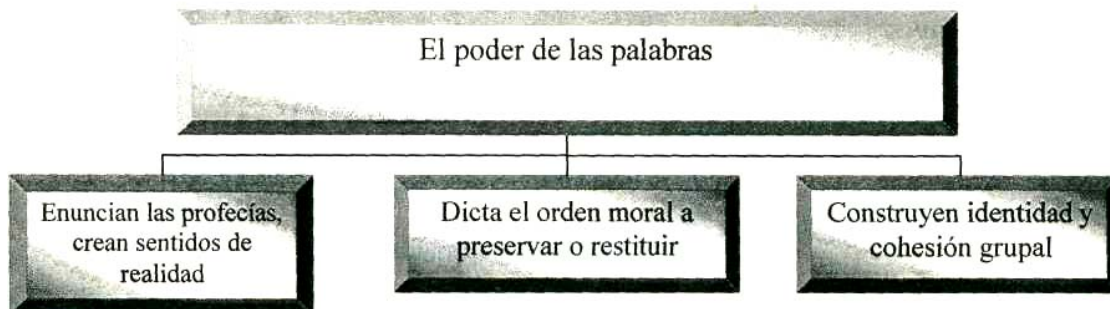 El poder de las palabras
Enuncian las profecías,
crean sentidos de
realidad
Dicta el orden moral a
preservar o restituir
Construyen identidad y
cohesión grupal